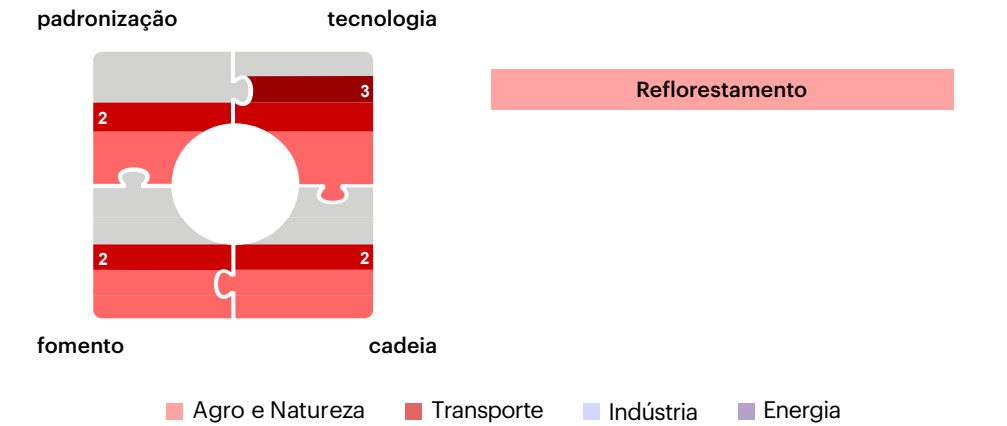 padronização
tecnologia
3
2
Reflorestamento
2
2
fomento
cadeia
Agro e Natureza
Transporte
Indústria
Energia